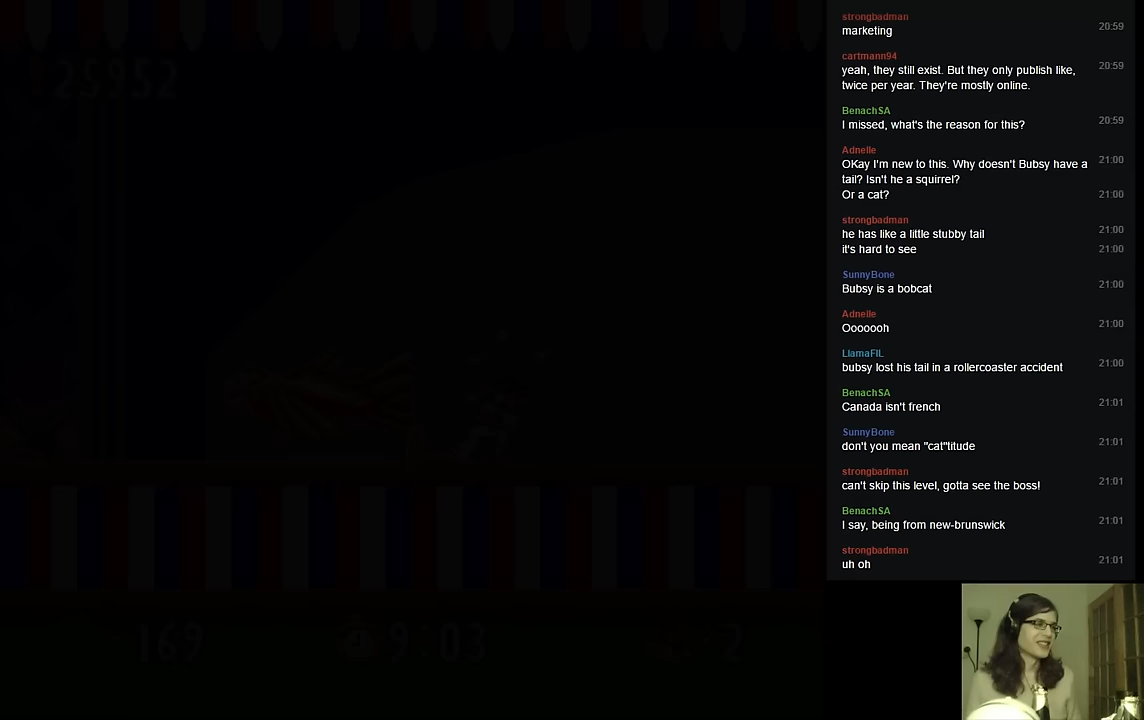 25952
strongbadman
marketing 20:59
cartmann94
yeah, they still exist. But they only publish like, 20:59
twice per year. They're mostly online.
BenachSA
I missed, what's the reason for this? 20:59
Adnelle
OKay I'm new to this. Why doesn't Bubsy have a 21:00
tail? Isn't he a squirrel?
Or a cat? 21:00
strongbadman
he has like a little stubby tail 21:00
it's hard to see 21:00
SunnyBone
Bubsy is a bobcat 21:00
Adnelle
Ooooooh 21:00
LlamaFIL
bubsy lost his tail in a rollercoaster accident 21:00
BenachSA
Canada isn't french 21:01
SunnyBone
don't you mean "cat"titude 21:01
strongbadman
can't skip this level, gotta see the boss! 21:01
BenachSA
I say, being from new-brunswick 21:01
strongbadman
uh oh 21:01
169 9:03 2